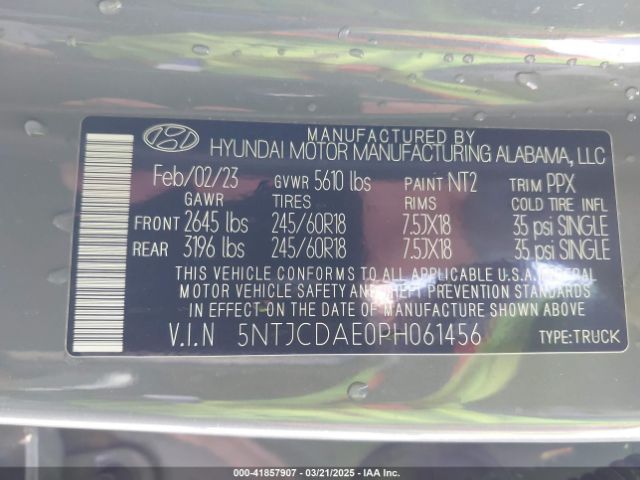 MANUFACTURED BY
HYUNDAI MOTOR MANUFACTURING ALABAMA, LLC
Feb/02/23 GVWR 5610 lbs PAINT NT2 TRIM PPX
GAWR TIRES RIMS COLD TIRE INFL
FRONT 2645 lbs 245/60R18 7.5JX18 35 psi SINGLE
REAR 3196 lbs 245/60R18 7.5JX18 35 psi SINGLE
THIS VEHICLE CONFORMS TO ALL APPLICABLE U.S.A. FEDERAL
MOTOR VEHICLE SAFETY AND THEFT PREVENTION STANDARDS
IN EFFECT ON THE DATE OF MANUFACTURE SHOWN ABOVE.
V.I.N 5NTJCDAE0PH061456 TYPE:TRUCK
000-41857907 | 03/21/2025 - IAA Inc.